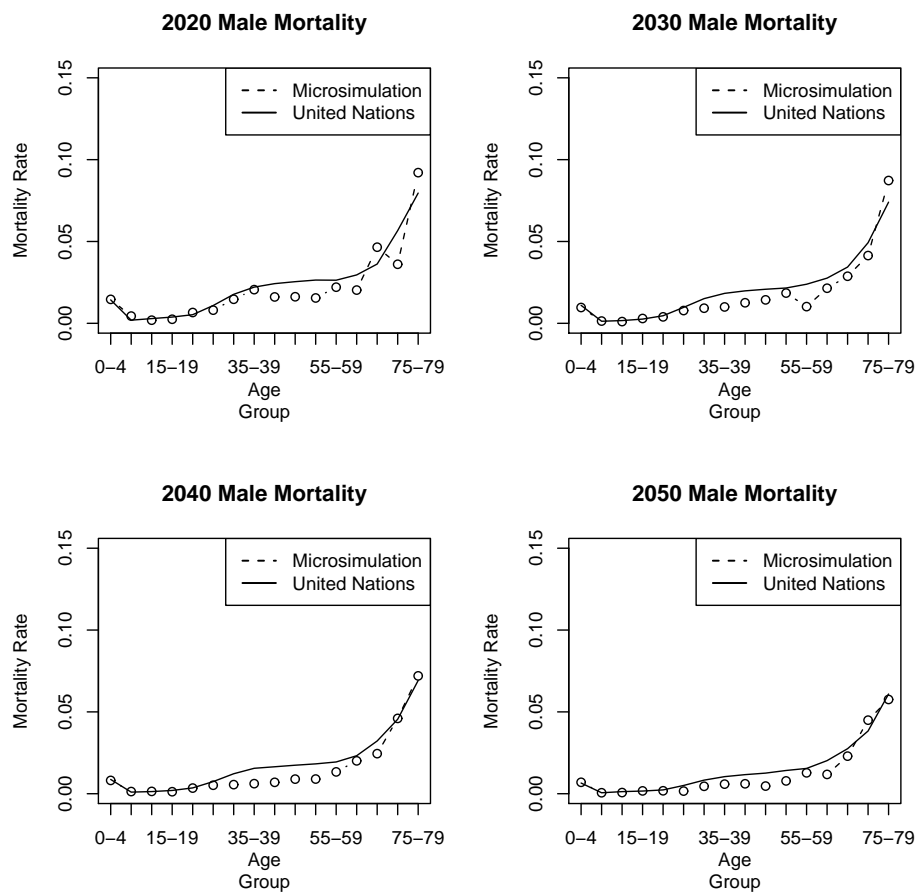 2020 Male Mortality
Mortality Rate
0.15
0.10
0.05
0.00
Microsimulation
United Nations
0–4 15–19 35–39 55–59 75–79
Age
Group
2030 Male Mortality
Mortality Rate
0.15
0.10
0.05
0.00
Microsimulation
United Nations
0–4 15–19 35–39 55–59 75–79
Age
Group
2040 Male Mortality
Mortality Rate
0.15
0.10
0.05
0.00
Microsimulation
United Nations
0–4 15–19 35–39 55–59 75–79
Age
Group
2050 Male Mortality
Mortality Rate
0.15
0.10
0.05
0.00
Microsimulation
United Nations
0–4 15–19 35–39 55–59 75–79
Age
Group